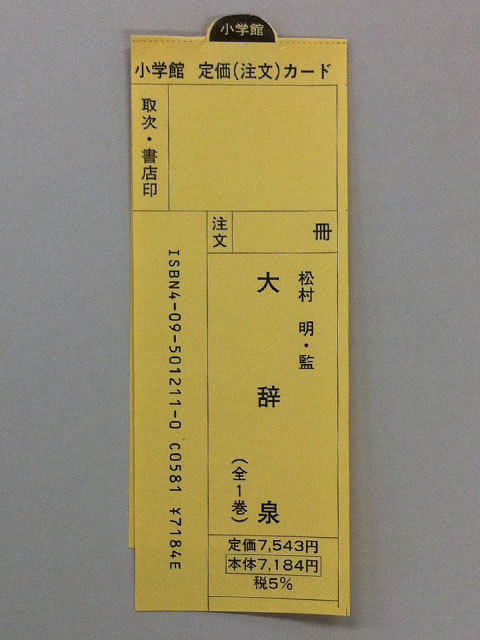 小学館
小学館 定価(注文)カード
取次・書店印
注文
冊
松村 明・監
大辞泉
(全1巻)
ISBN4-09-501211-0 C0581 ¥7184E
定価7,543円
本体7,184円
税5%